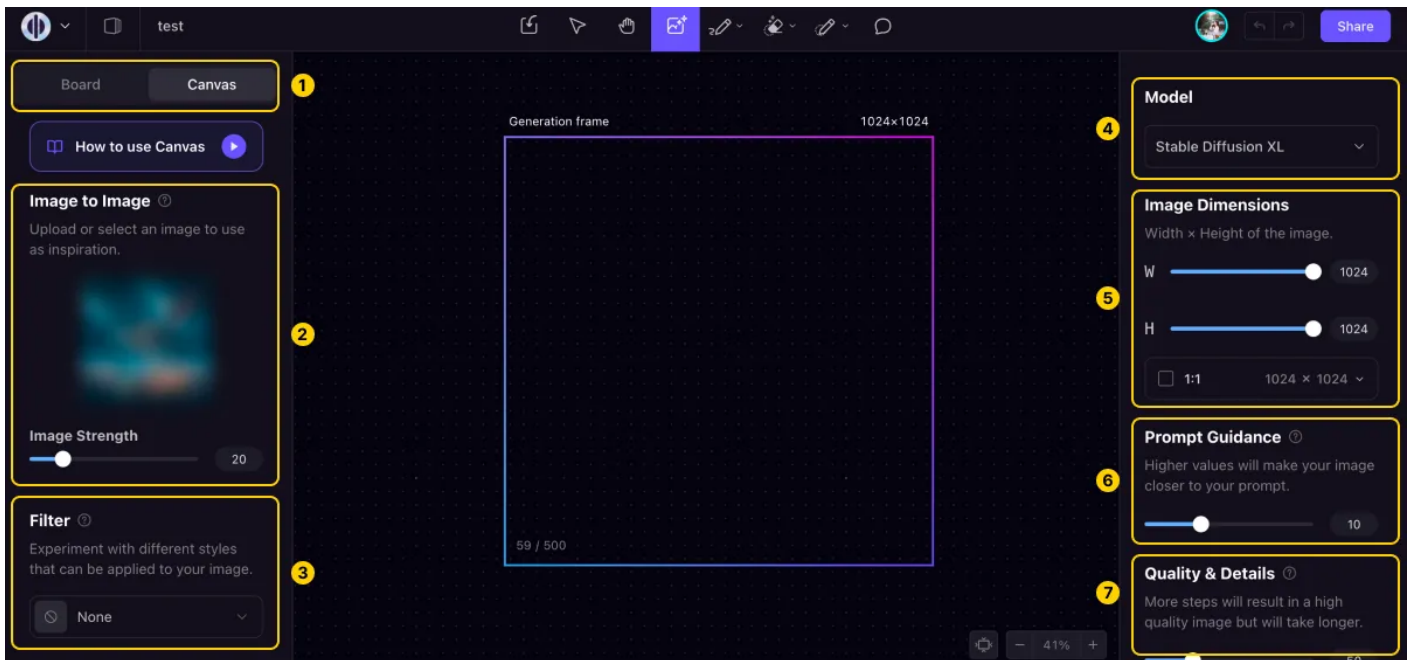 test
Share
Board
Canvas
1
How to use Canvas
Image to Image
Upload or select an image to use
as inspiration.
2
Image Strength
20
Filter
Experiment with different styles
that can be applied to your image.
3
None
Generation frame
1024×1024
59 / 500
41%
4
Model
Stable Diffusion XL
Image Dimensions
Width × Height of the image.
W
1024
5
H
1024
1:1
1024 × 1024
Prompt Guidance
Higher values will make your image
closer to your prompt.
6
10
Quality & Details
7
More steps will result in a high
quality image but will take longer.
50